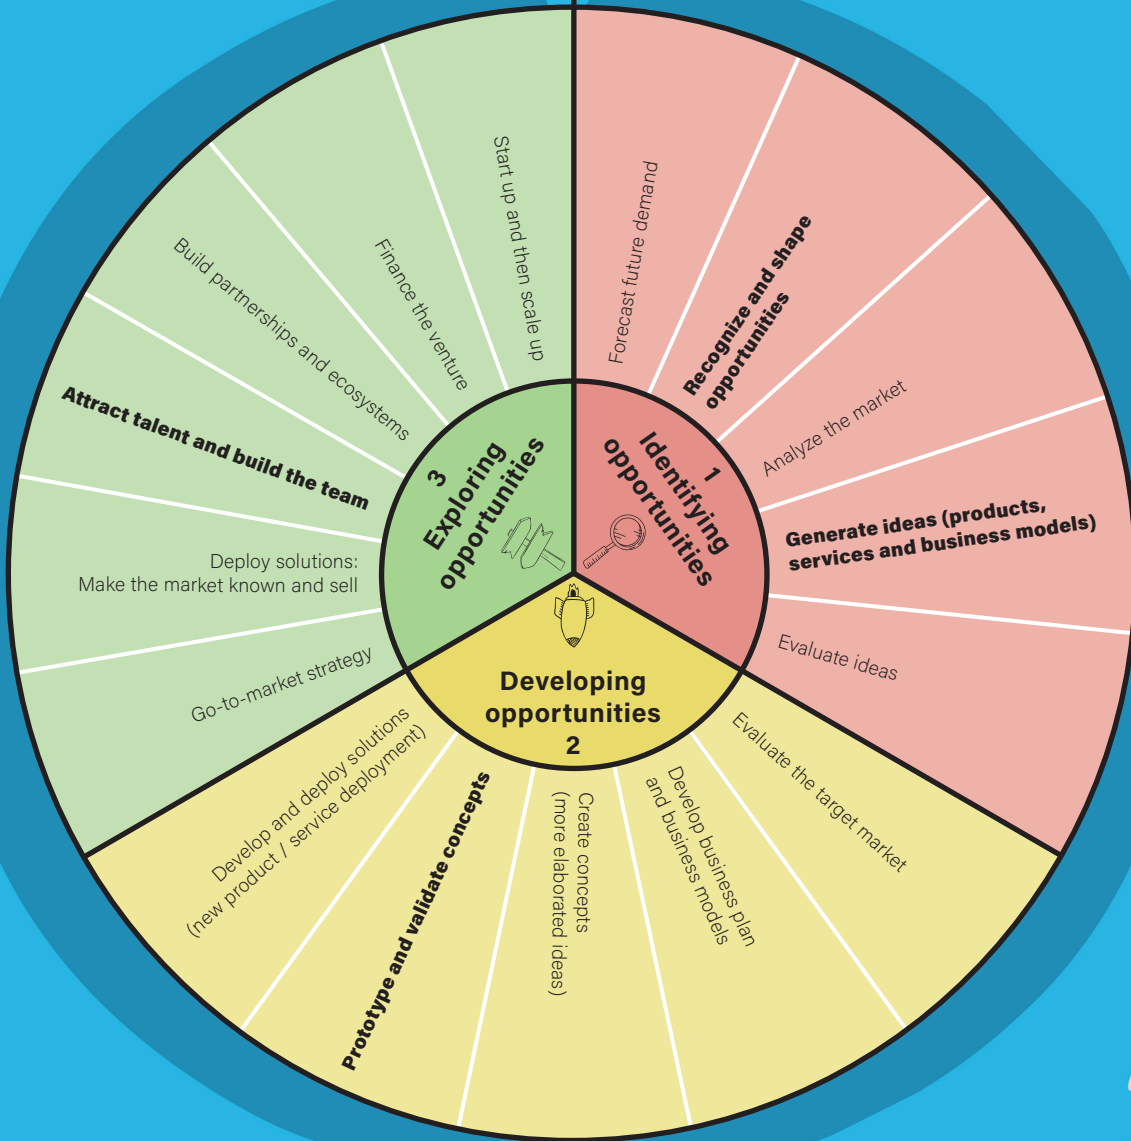 1
Identifying
opportunities
Forecast future demand
Recognize and shape
opportunities
Analyze the market
Generate ideas (products,
services and business models)
Evaluate ideas
Developing
opportunities
2
Evaluate the target market
Develop business plan
and business models
Create concepts
(more elaborated ideas)
Prototype and validate concepts
Develop and deploy solutions
(new product / service deployment)
3
Exploring
opportunities
Go-to-market strategy
Deploy solutions:
Make the market known and sell
Attract talent and build the team
Build partnerships and ecosystems
Finance the venture
Start up and then scale up